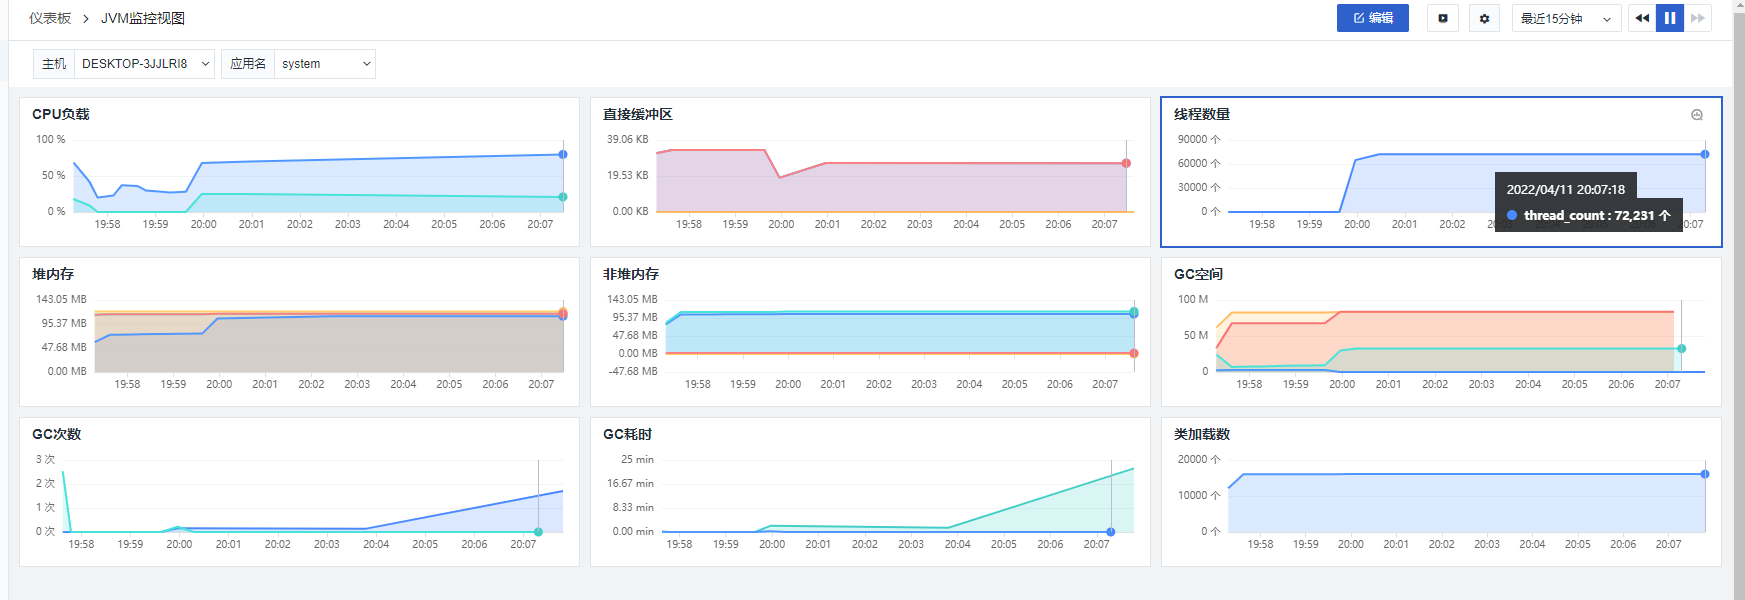 仪表板 > JVM监控视图
编辑
最近15分钟
主机 DESKTOP-3JJLRI8
应用名 system
CPU负载
100 %
50 %
0 %
19:58 19:59 20:00 20:01 20:02 20:03 20:04 20:05 20:06 20:07
直接缓冲区
39.06 KB
19.53 KB
0.00 KB
19:58 19:59 20:00 20:01 20:02 20:03 20:04 20:05 20:06 20:07
线程数量
90000 个
60000 个
30000 个
0 个
19:58 19:59 20:00 20:01 20:02 20:07
2022/04/11 20:07:18
thread_count : 72,231 个
堆内存
143.05 MB
95.37 MB
47.68 MB
0.00 MB
19:58 19:59 20:00 20:01 20:02 20:03 20:04 20:05 20:06 20:07
非堆内存
143.05 MB
95.37 MB
47.68 MB
0.00 MB
-47.68 MB
19:58 19:59 20:00 20:01 20:02 20:03 20:04 20:05 20:06 20:07
GC空间
100 M
50 M
0
19:58 19:59 20:00 20:01 20:02 20:03 20:04 20:05 20:06 20:07
GC次数
3 次
2 次
1 次
0 次
19:58 19:59 20:00 20:01 20:02 20:03 20:04 20:05 20:06 20:07
GC耗时
25 min
16.67 min
8.33 min
0.00 min
19:58 19:59 20:00 20:01 20:02 20:03 20:04 20:05 20:06 20:07
类加载数
20000 个
10000 个
0 个
19:58 19:59 20:00 20:01 20:02 20:03 20:04 20:05 20:06 20:07